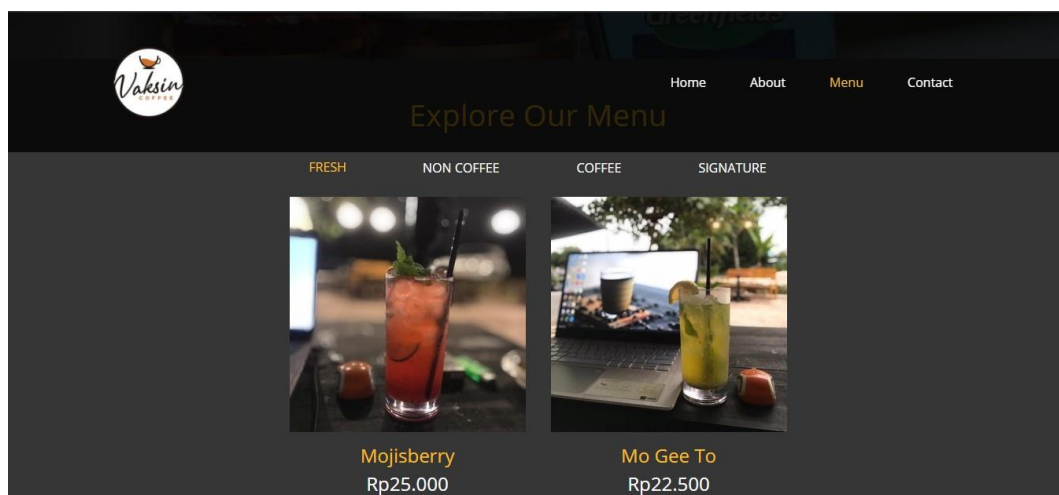 Greenfields
Vaksin
COFFEE
Home About Menu Contact
Explore Our Menu
FRESH NON COFFEE COFFEE SIGNATURE
Mojisberry Mo Gee To
Rp25.000 Rp22.500